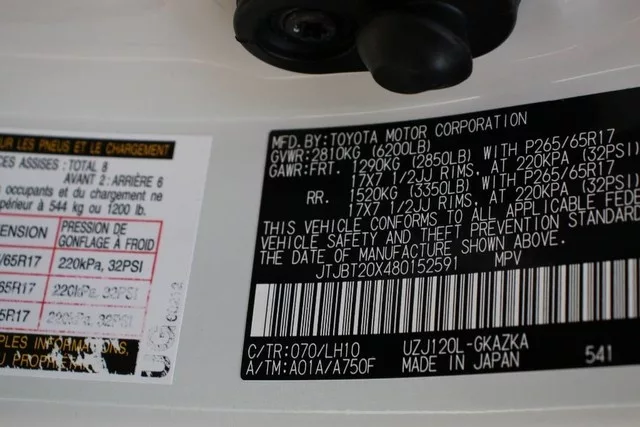 UR LES PNEUS ET LE CHARGEMENT
CES ASSISES : TOTAL 8
AVANT 2 : ARRIÈRE 6
occupants et du chargement ne
périeur à 544 kg ou 1200 lb.
ENSION PRESSION DE GONFLAGE À FROID
/65R17 220kPa, 32PSI
65R17 220kPa, 32PSI
5R17 220kPa, 32PSI
PLES INFORMATIONS,
U PROPRIÉTAIRE
MFD. BY: TOYOTA MOTOR CORPORATION
GVWR: 2810KG (6200LB)
GAWR: FRT. 1290KG (2850LB) WITH P265/65R17
17X7 1/2JJ RIMS, AT 220KPA (32PSI)
RR. 1520KG (3350LB) WITH P265/65R17
17X7 1/2JJ RIMS, AT 220KPA (32PSI)
THIS VEHICLE CONFORMS TO ALL APPLICABLE FEDE
VEHICLE SAFETY AND THEFT PREVENTION STANDARD
THE DATE OF MANUFACTURE SHOWN ABOVE.
JTJBT20X480152591 MPV
C/TR: 070/LH10 UZJ120L-GKAZKA
A/TM: A01A/A750F MADE IN JAPAN 541